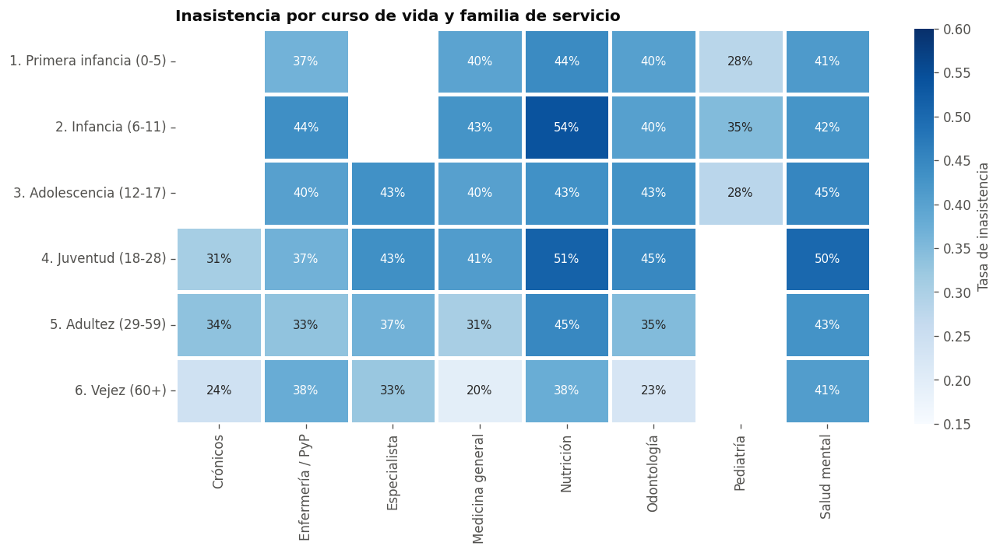 Inasistencia por curso de vida y familia de servicio
1. Primera infancia (0-5) 37% 40% 44% 40% 28% 41%
2. Infancia (6-11) 44% 43% 54% 40% 35% 42%
3. Adolescencia (12-17) 40% 43% 40% 43% 43% 28% 45%
4. Juventud (18-28) 31% 37% 43% 41% 51% 45% 50%
5. Adultez (29-59) 34% 33% 37% 31% 45% 35% 43%
6. Vejez (60+) 24% 38% 33% 20% 38% 23% 41%
Crónicos
Enfermería / PyP
Especialista
Medicina general
Nutrición
Odontología
Pediatría
Salud mental
0.60
0.55
0.50
0.45
0.40
0.35
0.30
0.25
0.20
0.15
Tasa de inasistencia